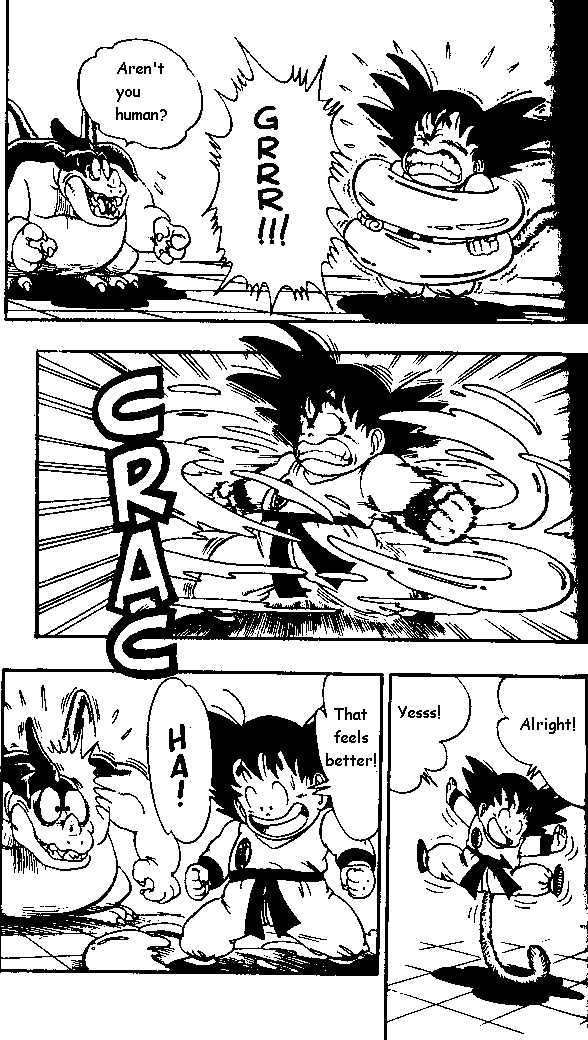 Aren't
you
human?
GRRR!!!
CRAC
HA!
That
feels
better!
Yesss!
Alright!